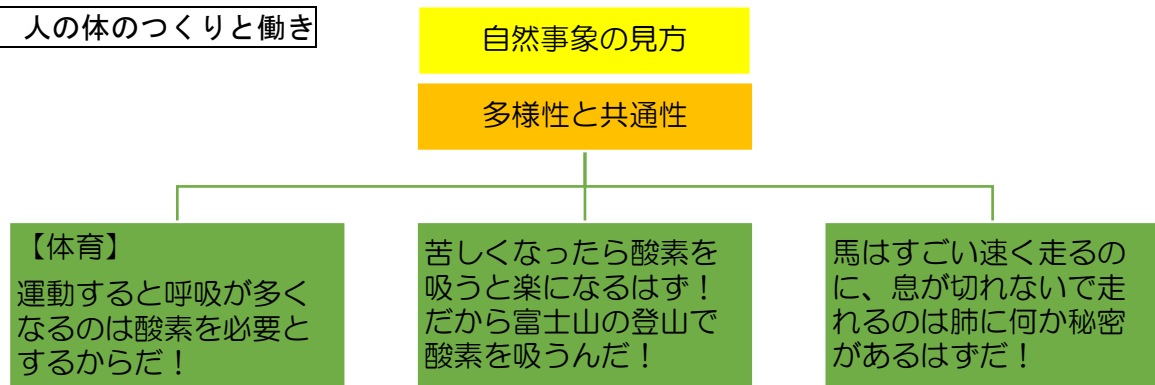 人の体のつくりと働き
自然事象の見方
多様性と共通性
【体育】
運動すると呼吸が多く
なるのは酸素を必要と
するからだ！
苦しくなったら酸素を
吸うと楽になるはず！
だから富士山の登山で
酸素を吸うんだ！
馬はすごい速く走るの
に、息が切れないで走
れるのは肺に何か秘密
があるはずだ！